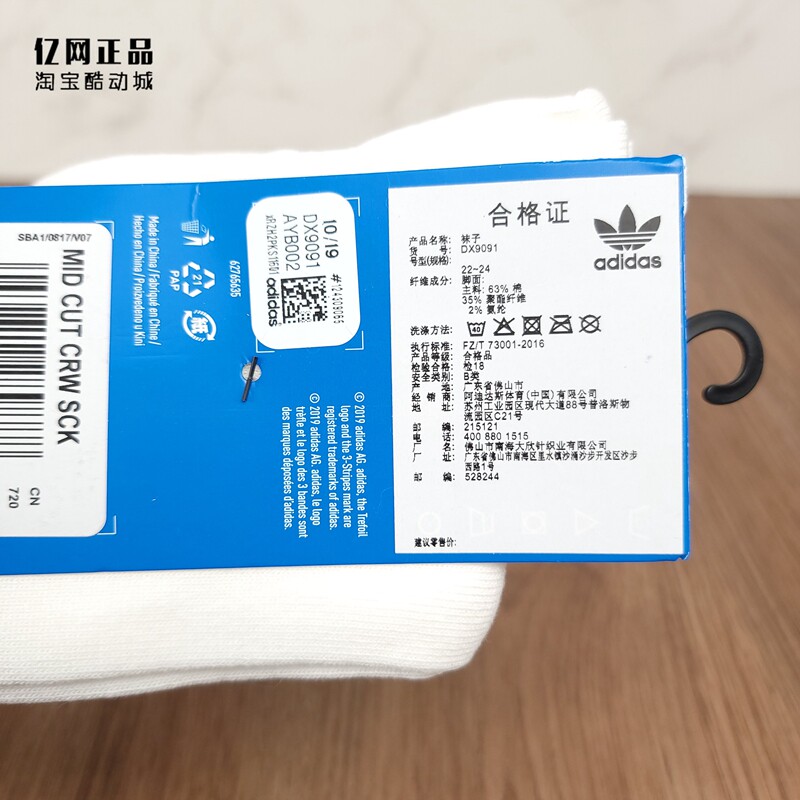 亿网正品
淘宝酷动城
SBA1/0817/V07
MID CUT CRW SCK
CN
720
Made in China / Fabriqué en Chine /
Hecho en China / Proizvedeno u Kini
21
PAP
紙
62765635
10/19
DX9091
AYB002
adidas
© 2019 adidas AG. adidas, the Trefoil
logo and the 3-Stripes mark are
registered trademarks of adidas.
© 2019 adidas AG. adidas, le logo
trèfle et le logo des 3 bandes sont
des marques déposées d'adidas.
合格证
adidas
产品名称: 袜子
货 号: DX9091
号型(规格):
22-24
纤维成分: 脚面:
主料: 63% 棉
35% 聚酯纤维
2% 氨纶
洗涤方法: 40
执行标准: FZ/T 73001-2016
产品等级: 合格品
检验合格: 检18
安全类别: B类
产 地: 广东省佛山市
经 销 商: 阿迪达斯体育(中国)有限公司
地 址: 苏州工业园区现代大道88号普洛斯物
流园区C21号
邮 编: 215121
电 话: 400 880 1515
厂 名: 佛山市南海大欣针织业有限公司
厂 址: 广东省佛山市南海区里水镇沙涌沙步开发区沙步
西路1号
邮 编: 528244
建议零售价: